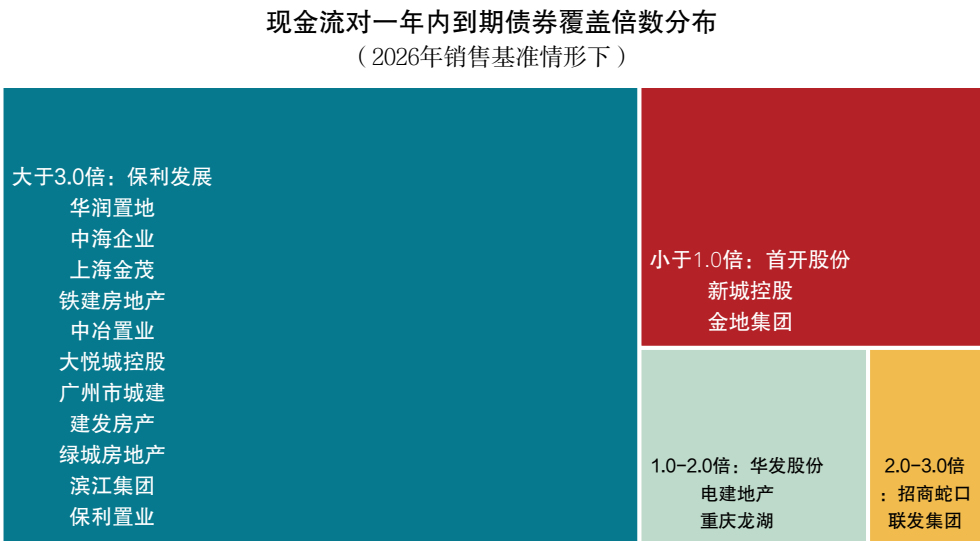 现金流对一年内到期债券覆盖倍数分布
（2026年销售基准情形下）
大于3.0倍：保利发展
华润置地
中海企业
上海金茂
铁建房地产
中冶置业
大悦城控股
广州市城建
建发房产
绿城房地产
滨江集团
保利置业
小于1.0倍：首开股份
新城控股
金地集团
1.0-2.0倍：华发股份
电建地产
重庆龙湖
2.0-3.0倍
：招商蛇口
联发集团